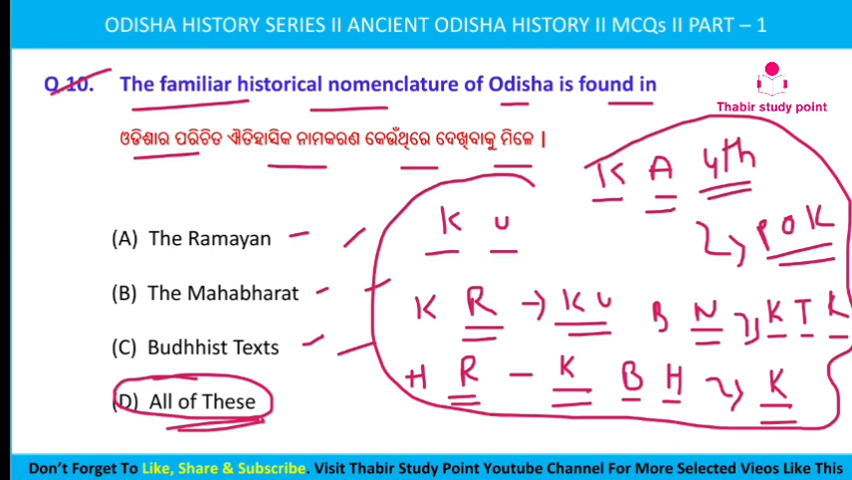 ODISHA HISTORY SERIES II ANCIENT ODISHA HISTORY II MCQs II PART – 1
Q 10. The familiar historical nomenclature of Odisha is found in
Thabir study point
ଓଡିଶାର ପରିଚିତ ଐତିହାସିକ ନାମକରଣ କେଉଁଥିରେ ଦେଖିବାକୁ ମିଳେ |
K A 4th
K U
POK
(A) The Ramayan
(B) The Mahabharat
K R → K U B N K T K
(C) Budhhist Texts
H R – K B H K
(D) All of These
Don't Forget To Like, Share & Subscribe. Visit Thabir Study Point Youtube Channel For More Selected Vieos Like This